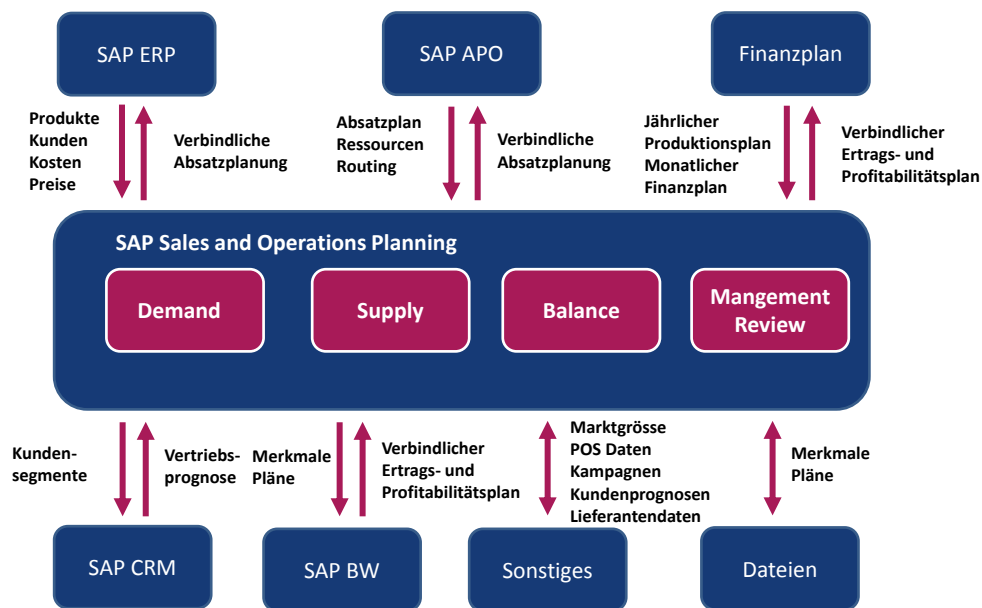 SAP ERP
SAP APO
Finanzplan
Produkte
Kunden
Kosten
Preise
Verbindliche
Absatzplanung
Absatzplan
Ressourcen
Routing
Verbindliche
Absatzplanung
Jährlicher
Produktionsplan
Monatlicher
Finanzplan
Verbindlicher
Ertrags- und
Profitabilitätsplan
SAP Sales and Operations Planning
Demand
Supply
Balance
Mangement
Review
Kunden-
segmente
Vertriebs-
prognose
Merkmale
Pläne
Verbindlicher
Ertrags- und
Profitabilitätsplan
Marktgrösse
POS Daten
Kampagnen
Kundenprognosen
Lieferantendaten
Merkmale
Pläne
SAP CRM
SAP BW
Sonstiges
Dateien